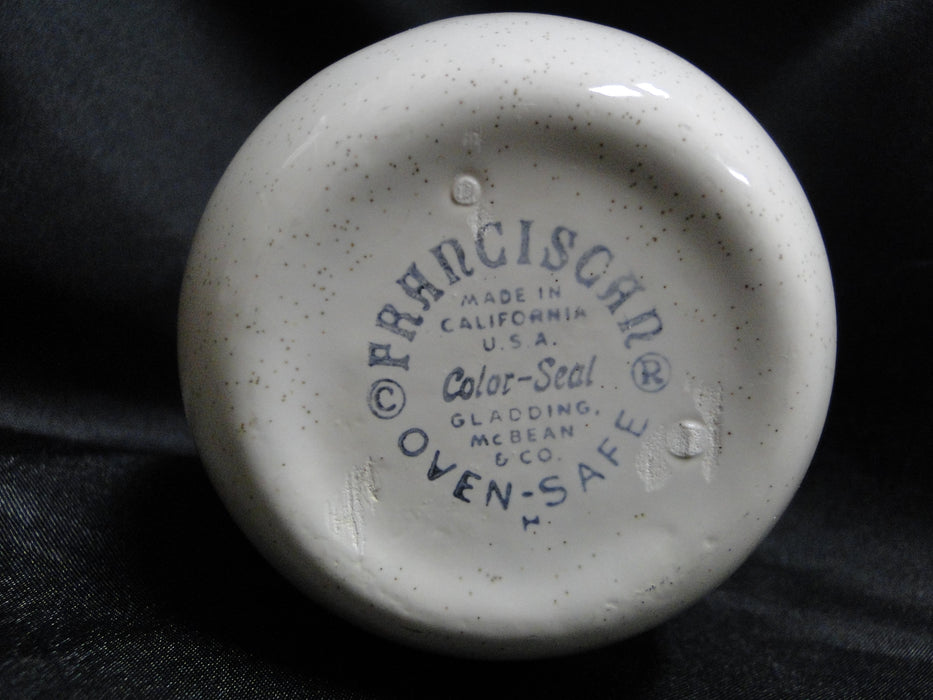 © FRANCISCAN ®
MADE IN
CALIFORNIA
U.S.A.
Color-Seal
GLADDING,
McBEAN
& CO.
OVEN-SAFE